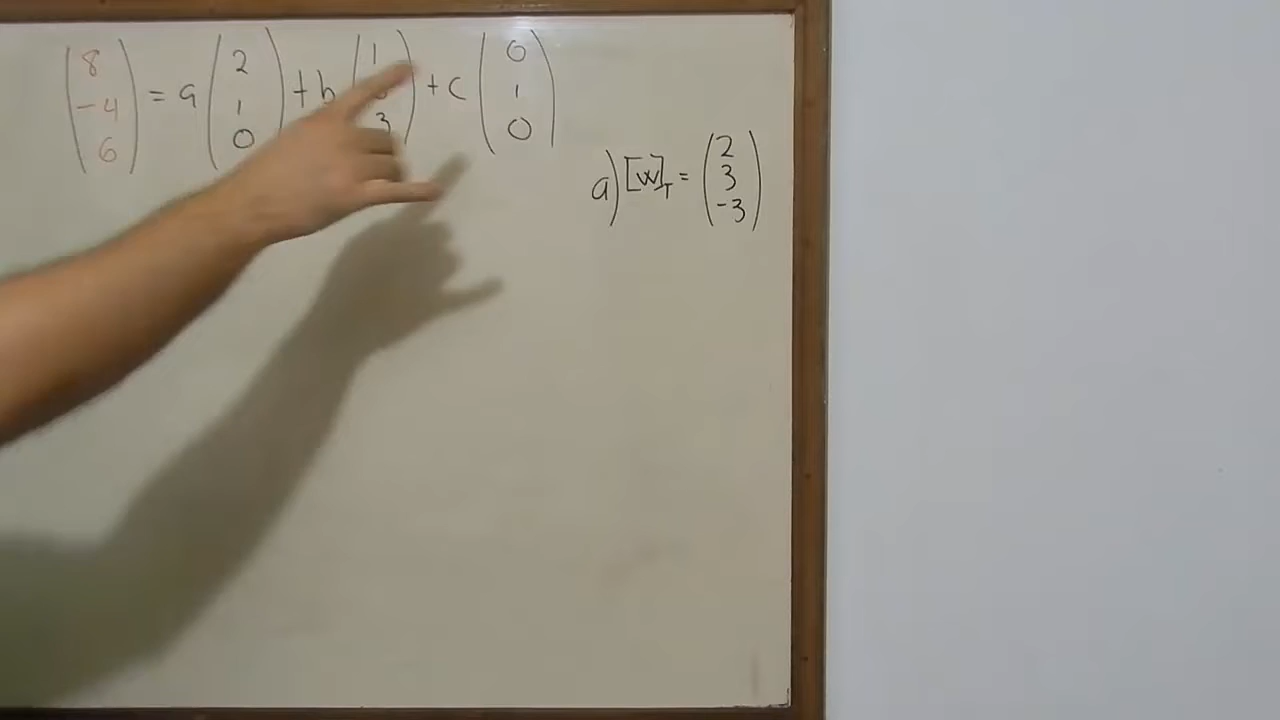 (8 -4 6) = a (2 1 0) + b (1 3) + c (0 1 0)
a) [w]T = (2 3 -3)